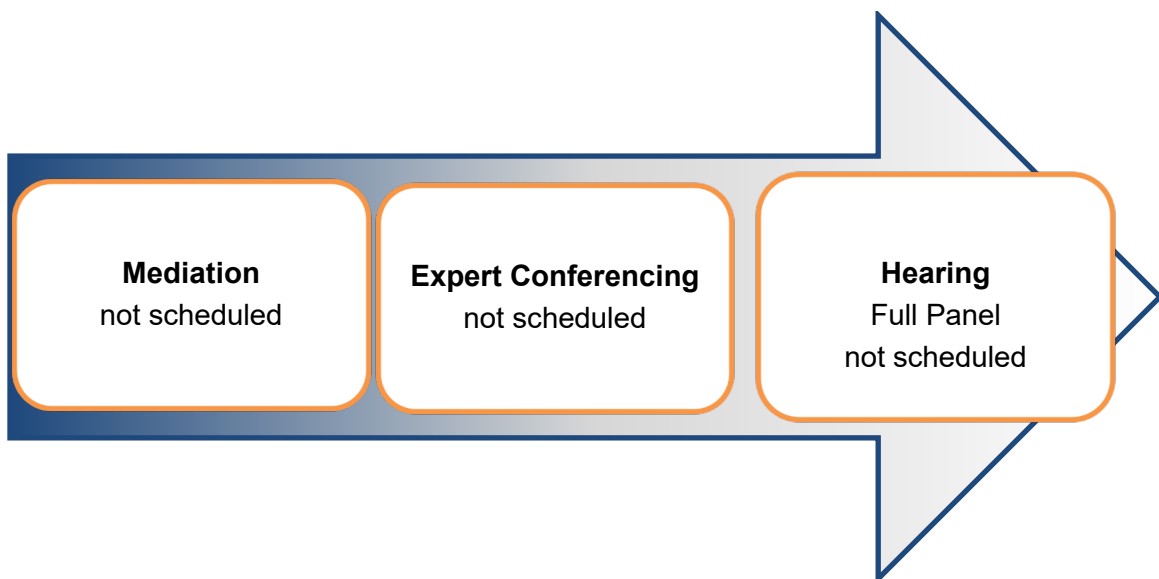 Mediation
not scheduled
Expert Conferencing
not scheduled
Hearing
Full Panel
not scheduled